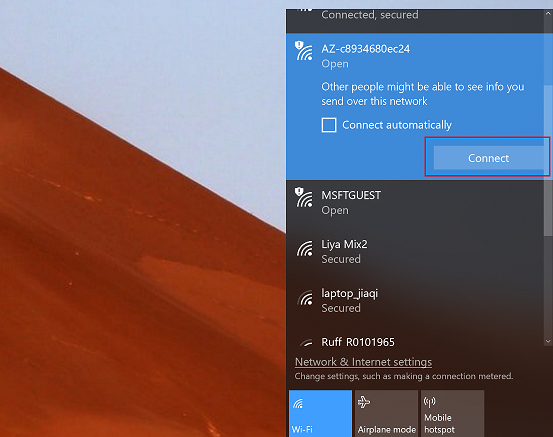 Connected, secured
AZ-c8934680ec24
Open
Other people might be able to see info you
send over this network
Connect automatically
Connect
MSFTGUEST
Open
Liya Mix2
Secured
laptop_jiaqi
Secured
Ruff_R0101965
Network & Internet settings
Change settings, such as making a connection metered.
Wi-Fi
Airplane mode
Mobile
hotspot